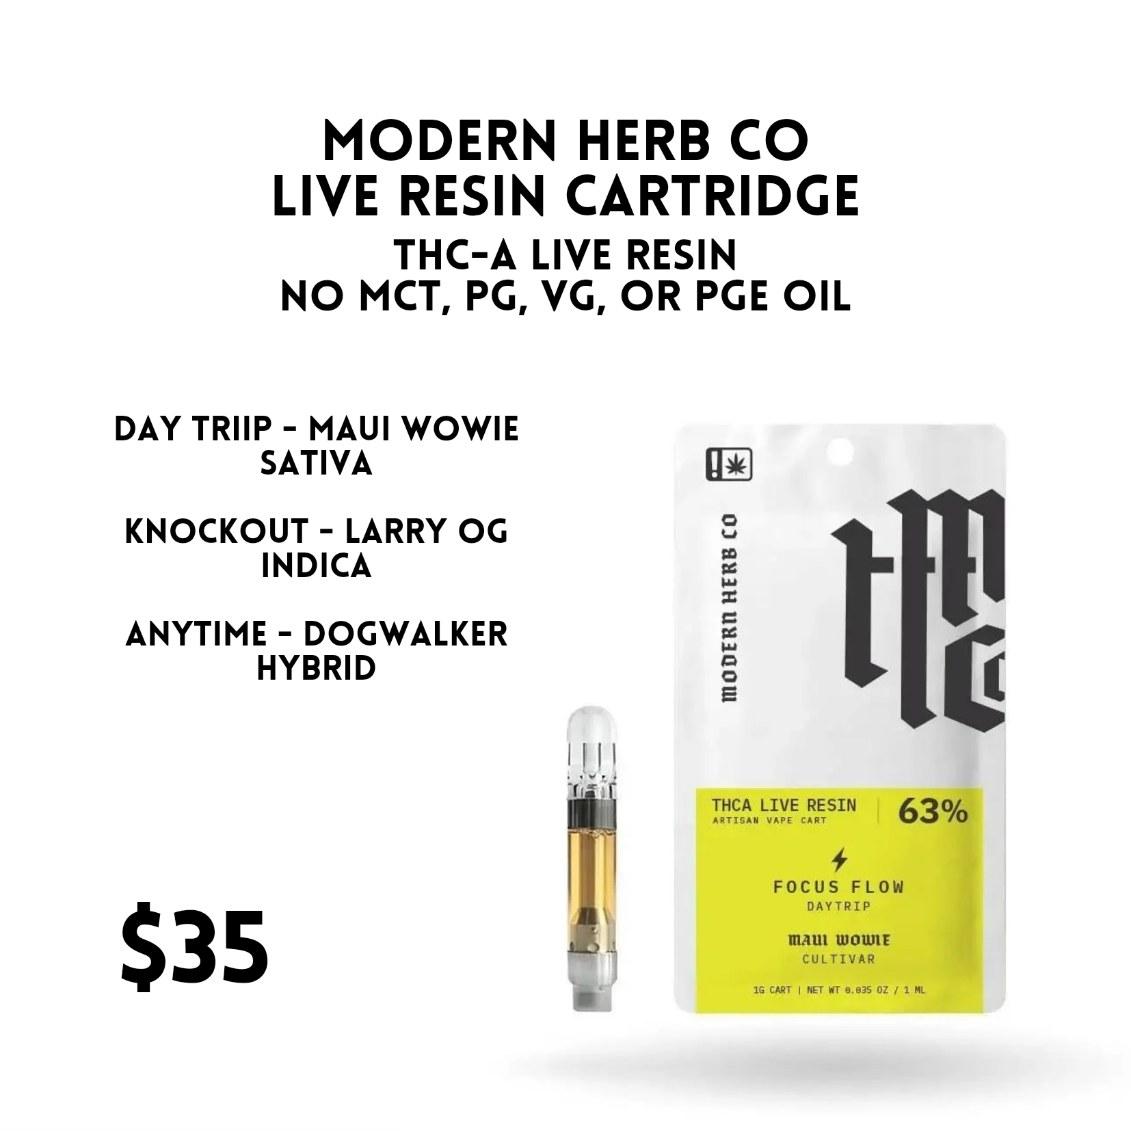 MODERN HERB CO
LIVE RESIN CARTRIDGE
THC-A LIVE RESIN
NO MCT, PG, VG, OR PGE OIL
DAY TRIIP - MAUI WOWIE
SATIVA
KNOCKOUT - LARRY OG
INDICA
ANYTIME - DOGWALKER
HYBRID
$35
MODERN HERB CO
THCA LIVE RESIN
ARTISAN VAPE CART
63%
FOCUS FLOW
DAYTRIP
MAUI WOWIE
CULTIVAR
1G CART | NET WT 0.035 OZ / 1 ML